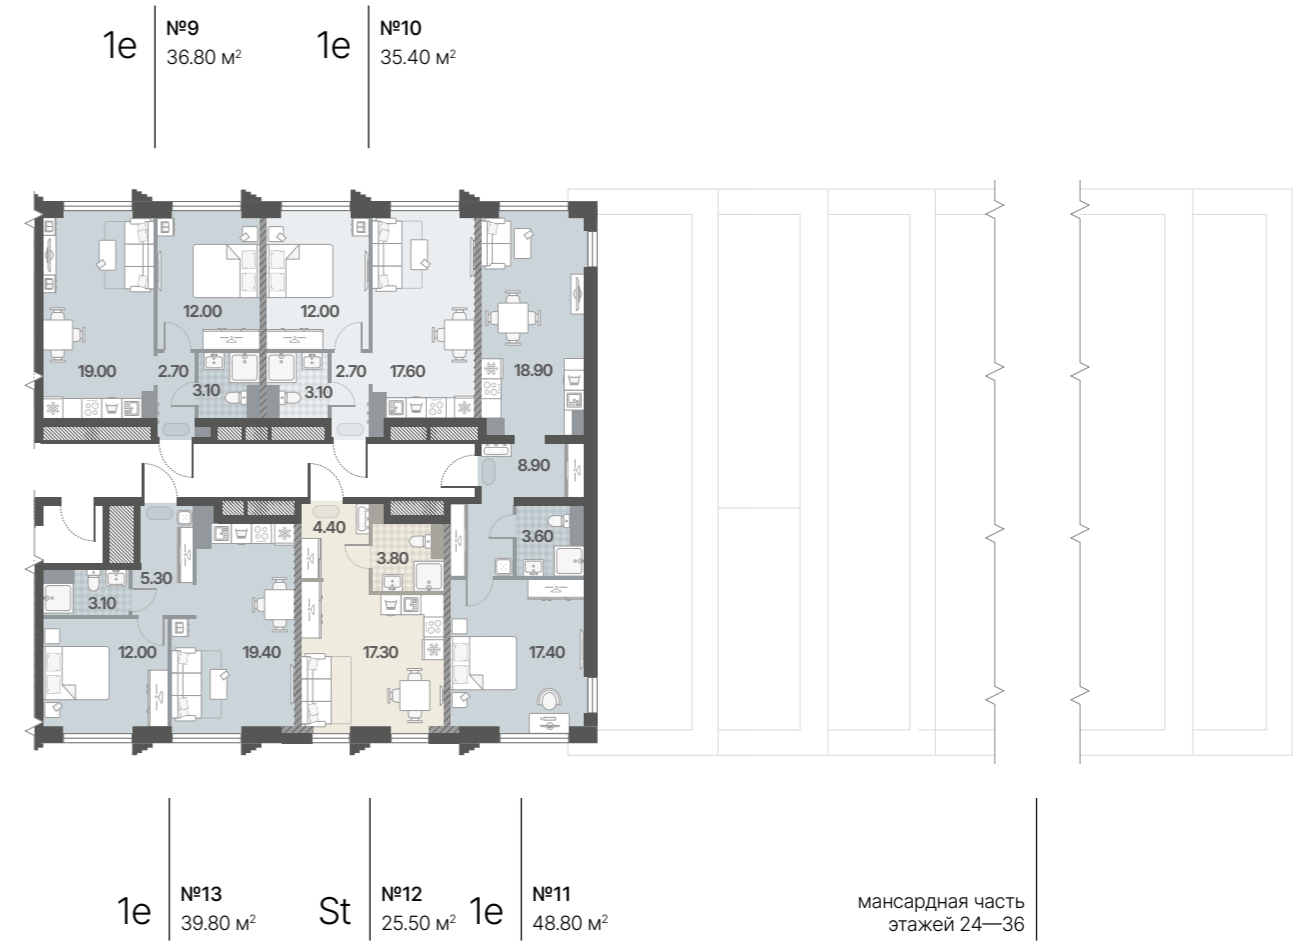 1e
№9
36.80 м²
1e
№10
35.40 м²
12.00
12.00
19.00
2.70
3.10
3.10
2.70
17.60
18.90
8.90
4.40
3.80
3.60
5.30
3.10
12.00
19.40
17.30
17.40
1e
№13
39.80 м²
St
№12
25.50 м²
1e
№11
48.80 м²
мансардная часть
этажей 24—36